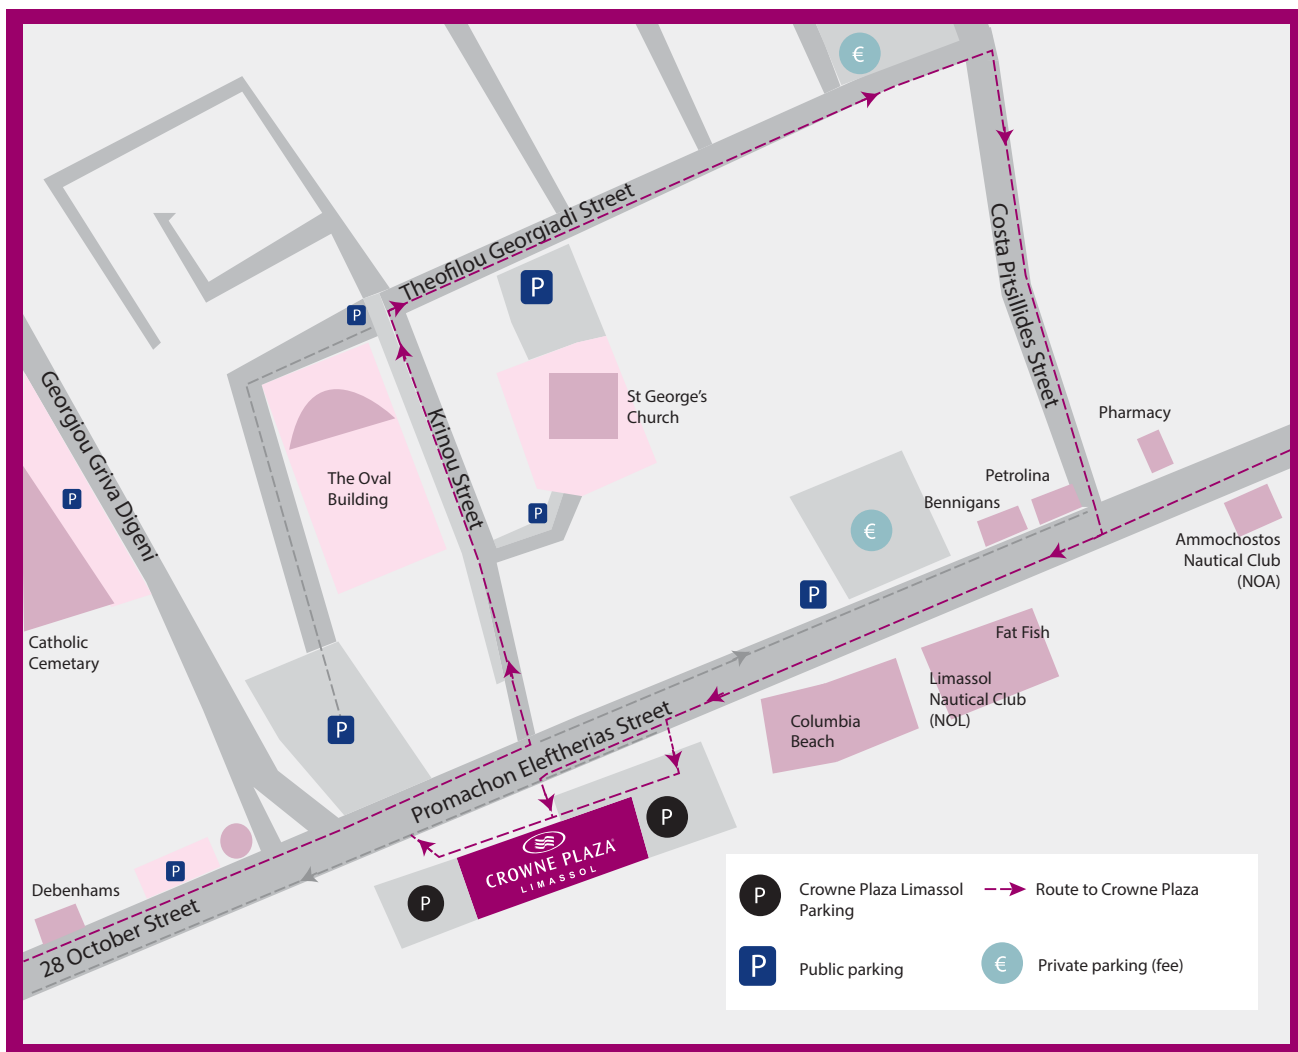 €
Theofilou Georgiadi Street
P
P
Costa Pitsillides Street
Georgiou Griva Digeni
St George's
Church
Krinou Street
Pharmacy
The Oval
Building
P
Petrolina
Bennigans
P
€
Ammochostos
Nautical Club
(NOA)
P
Catholic
Cemetary
Fat Fish
Limassol
Nautical Club
(NOL)
Columbia
Beach
P
Promachon Eleftherias Street
P
CROWNE PLAZA
LIMASSOL
P
P
Debenhams
28 October Street
P
Crowne Plaza Limassol
Parking
Route to Crowne Plaza
P
Public parking
€
Private parking (fee)